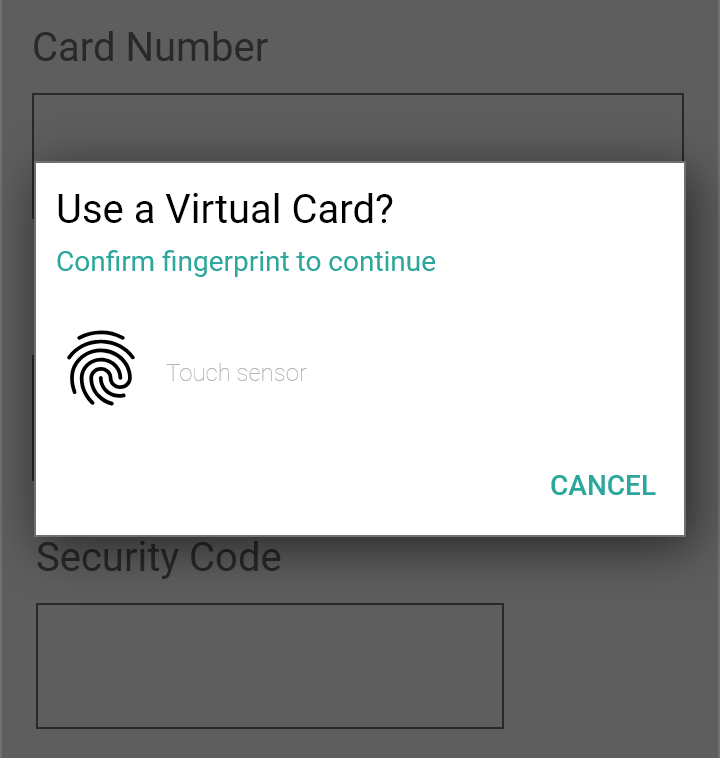 Card Number
Use a Virtual Card?
Confirm fingerprint to continue
Touch sensor
CANCEL
Security Code